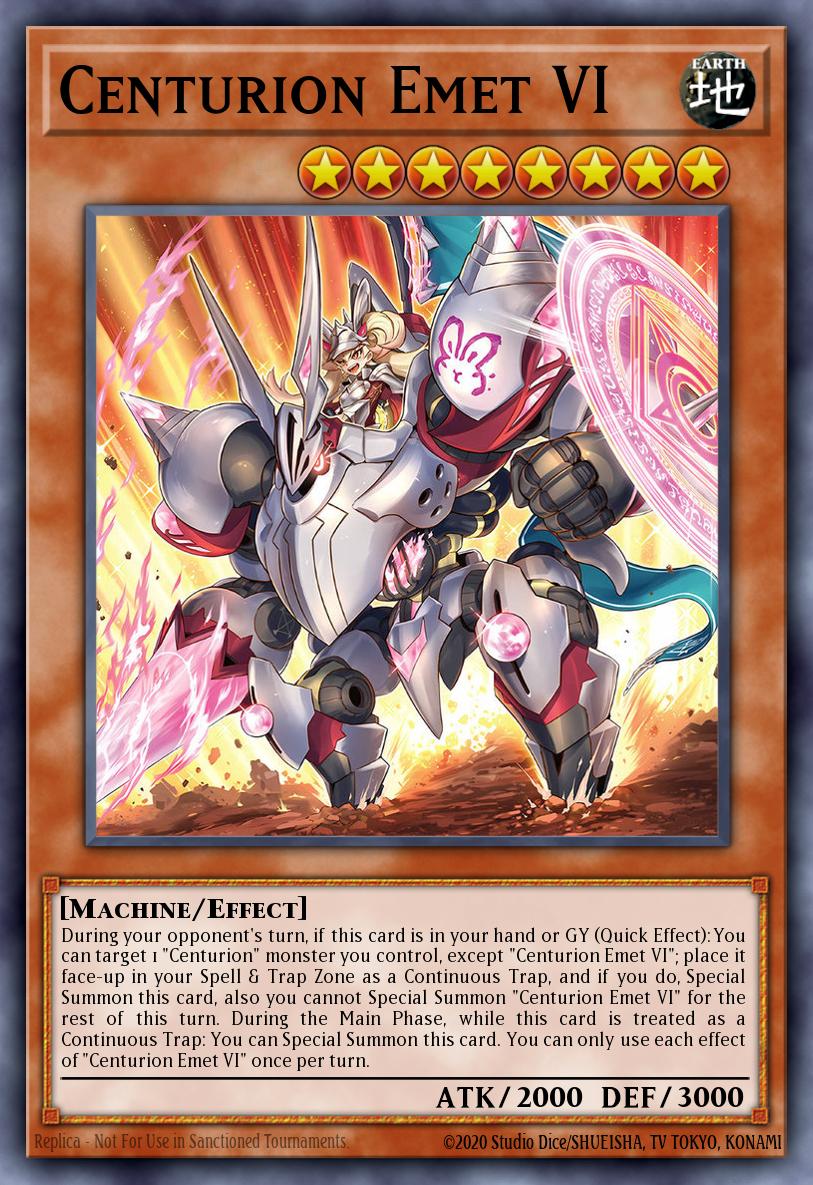 Centurion Emet VI
EARTH
地
[Machine/Effect]
During your opponent's turn, if this card is in your hand or GY (Quick Effect): You
can target 1 "Centurion" monster you control, except "Centurion Emet VI"; place it
face-up in your Spell & Trap Zone as a Continuous Trap, and if you do, Special
Summon this card, also you cannot Special Summon "Centurion Emet VI" for the
rest of this turn. During the Main Phase, while this card is treated as a
Continuous Trap: You can Special Summon this card. You can only use each effect
of "Centurion Emet VI" once per turn.
ATK/2000 DEF/3000
Replica - Not For Use in Sanctioned Tournaments.
©2020 Studio Dice/SHUEISHA, TV TOKYO, KONAMI